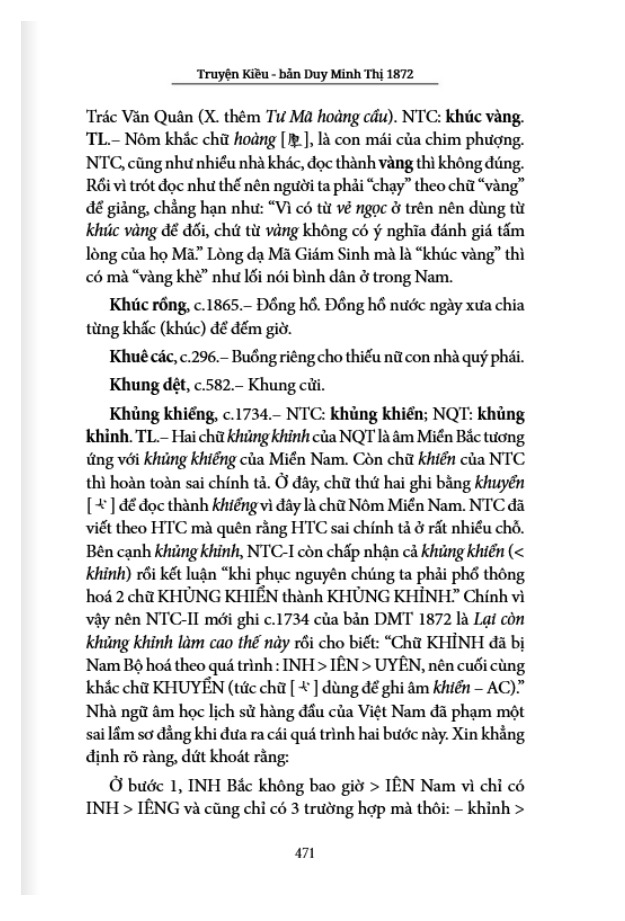 Truyện Kiều - bản Duy Minh Thị 1872
Trác Văn Quân (X. thêm Tư Mã hoàng cầu). NTC: khúc vàng.
TL.– Nôm khắc chữ hoàng [], là con mái của chim phượng.
NTC, cũng như nhiều nhà khác, đọc thành vàng thì không đúng.
Rồi vì trót đọc như thế nên người ta phải “chạy” theo chữ “vàng”
để giảng, chẳng hạn như: “Vì có từ vẻ ngọc ở trên nên dùng từ
khúc vàng để đối, chứ từ vàng không có ý nghĩa đánh giá tấm
lòng của họ Mã.” Lòng dạ Mã Giám Sinh mà là “khúc vàng” thì
có mà “vàng khè” như lối nói bình dân ở trong Nam.
Khúc rồng, c.1865.– Đồng hồ. Đồng hồ nước ngày xưa chia
từng khấc (khúc) để đếm giờ.
Khuê các, c.296.– Buồng riêng cho thiếu nữ con nhà quý phái.
Khung dệt, c.582.– Khung cửi.
Khủng khiểng, c.1734.– NTC: khủng khiển; NQT: khủng
khỉnh. TL.– Hai chữ khủng khỉnh của NQT là âm Miền Bắc tương
ứng với khủng khiểng của Miền Nam. Còn chữ khiển của NTC
thì hoàn toàn sai chính tả. Ở đây, chữ thứ hai ghi bằng khuyển
[] để đọc thành khiểng vì đây là chữ Nôm Miền Nam. NTC đã
viết theo HTC mà quên rằng HTC sai chính tả ở rất nhiều chỗ.
Bên cạnh khủng khỉnh, NTC-I còn chấp nhận cả khủng khiển (<
khỉnh) rồi kết luận “khi phục nguyên chúng ta phải phổ thông
hoá 2 chữ KHỦNG KHIỂN thành KHỦNG KHỈNH.” Chính vì
vậy nên NTC-II mới ghi c.1734 của bản DMT 1872 là Lại còn
khủng khỉnh làm cao thế này rồi cho biết: “Chữ KHỈNH đã bị
Nam Bộ hoá theo quá trình : INH > IÊN > UYÊN, nên cuối cùng
khắc chữ KHUYỂN (tức chữ [] dùng để ghi âm khiển – AC).”
Nhà ngữ âm học lịch sử hàng đầu của Việt Nam đã phạm một
sai lầm sơ đẳng khi đưa ra cái quá trình hai bước này. Xin khẳng
định rõ ràng, dứt khoát rằng:
Ở bước 1, INH Bắc không bao giờ > IÊN Nam vì chỉ có
INH > IÊNG và cũng chỉ có 3 trường hợp mà thôi: – khỉnh >
471